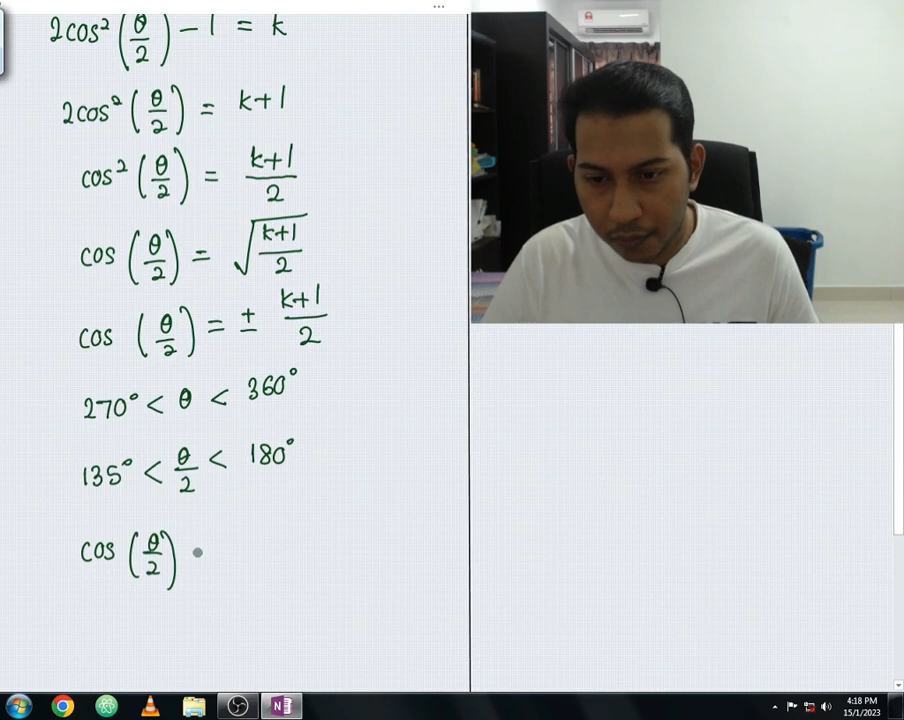 2cos²(θ/2) − 1 = k
2cos²(θ/2) = k+1
cos²(θ/2) = (k+1)/2
cos(θ/2) = √((k+1)/2)
cos(θ/2) = ± (k+1)/2
270° < θ < 360°
135° < θ/2 < 180°
cos(θ/2)
4:18 PM
15/1/2023